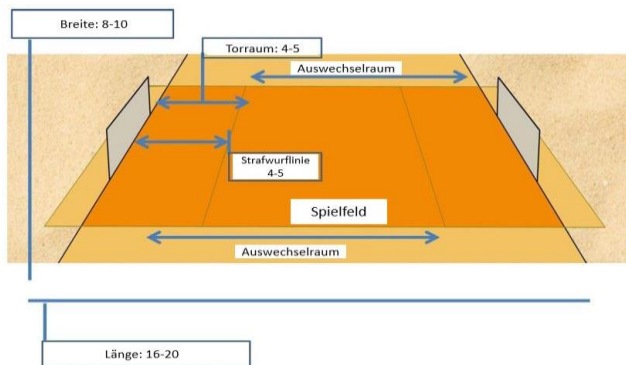 Breite: 8-10
Torraum: 4-5
Auswechselraum
Strafwurflinie
4-5
Spielfeld
Auswechselraum
Länge: 16-20